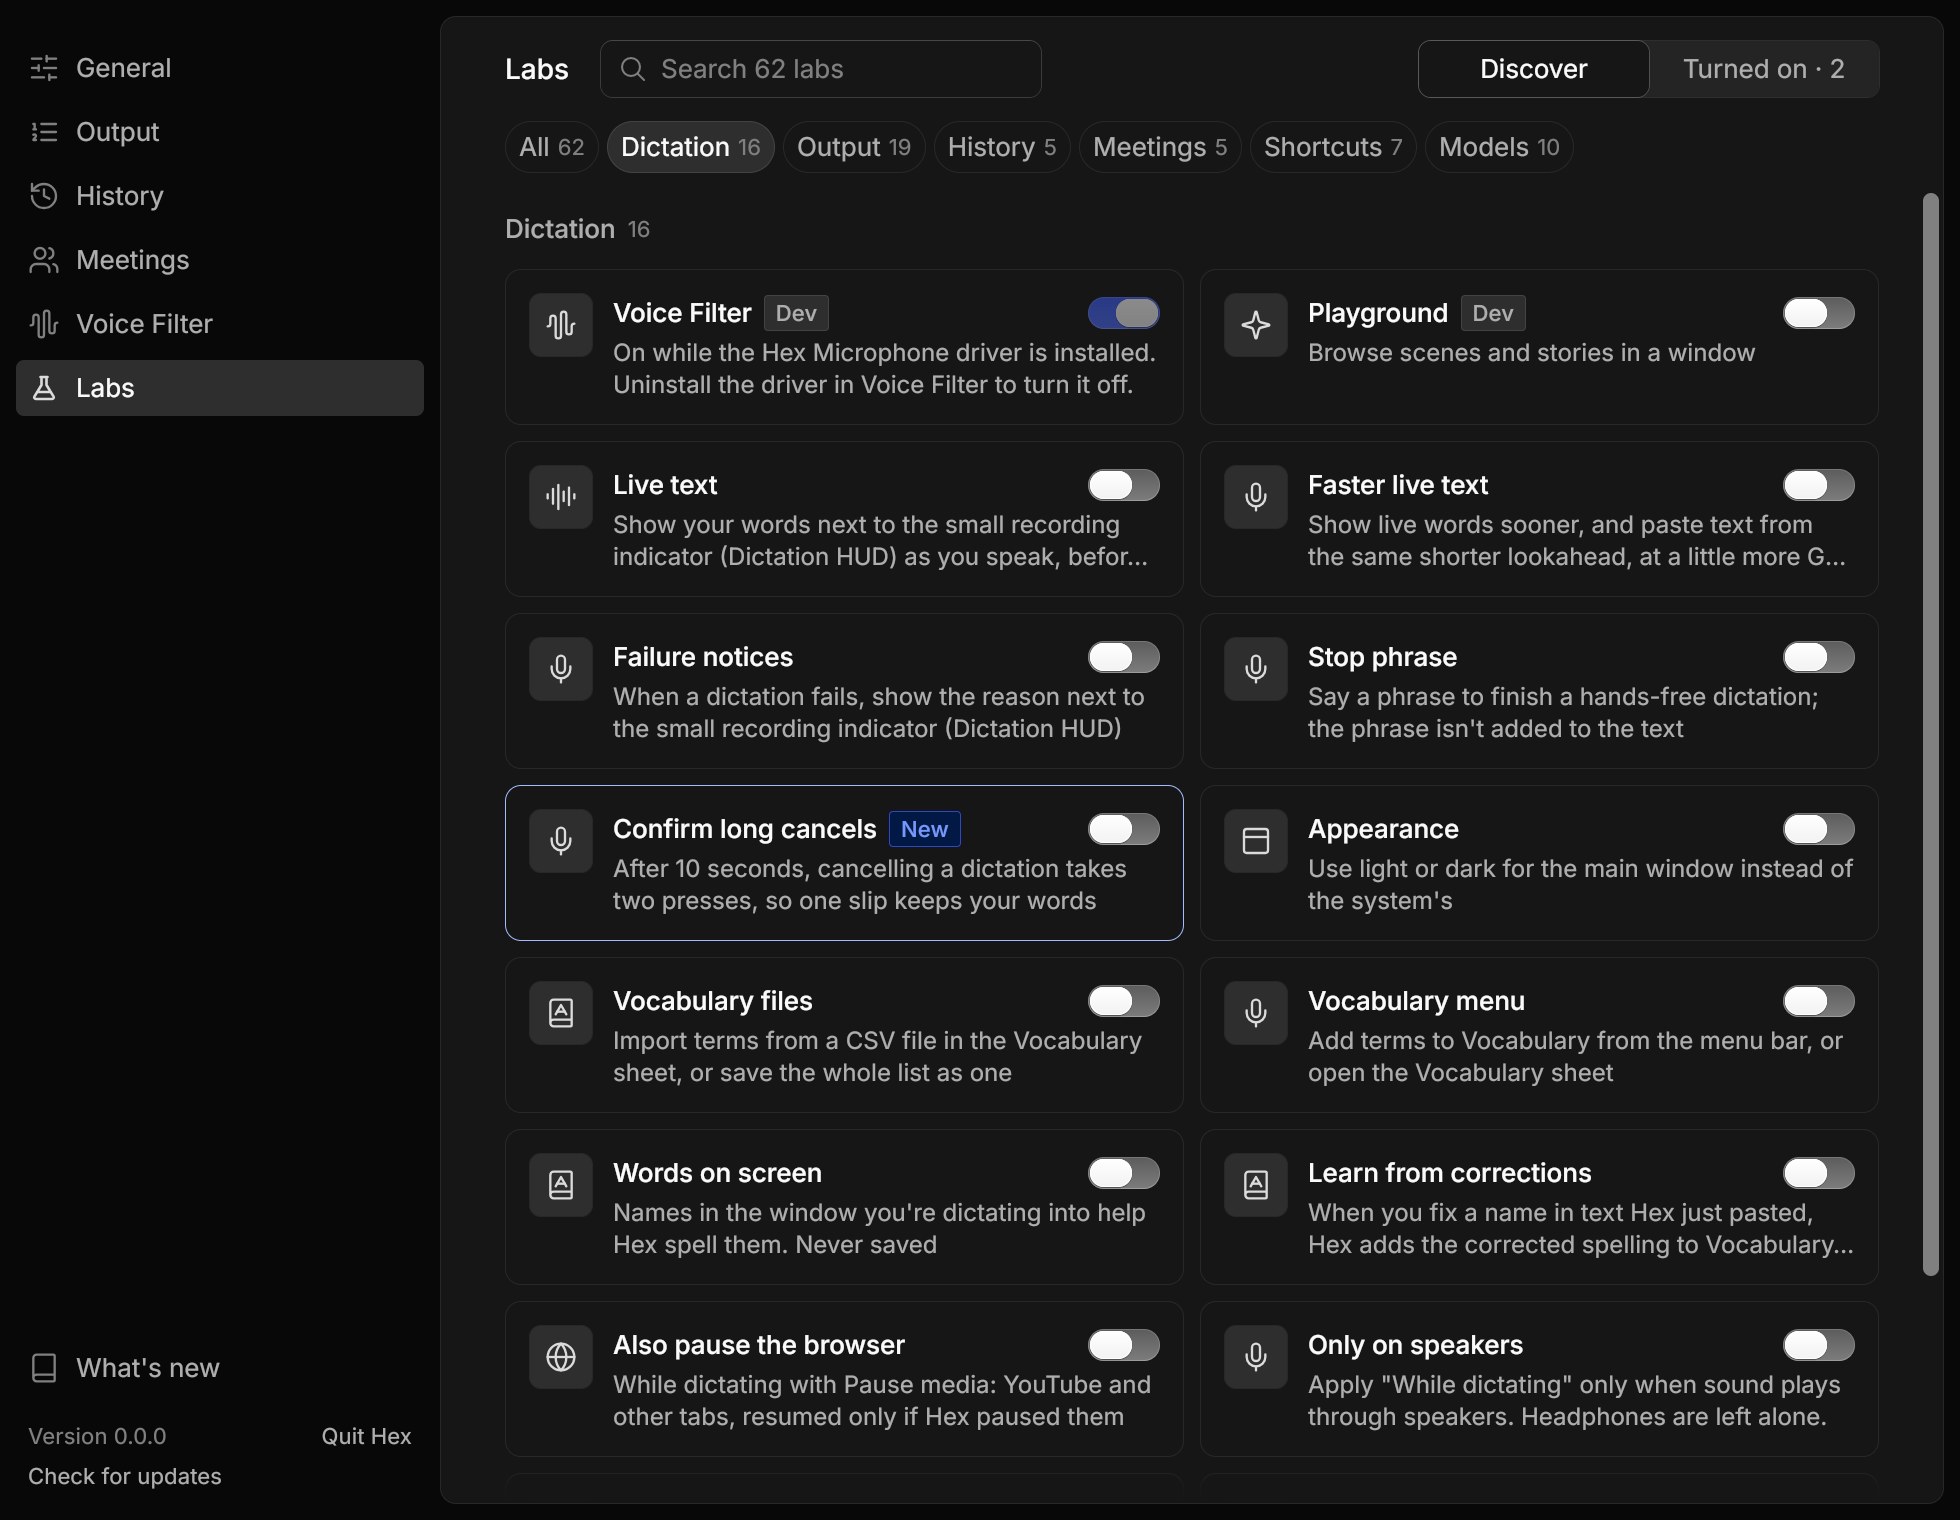 General
Output
History
Meetings
Voice Filter
Labs
What's new
Version 0.0.0
Quit Hex
Check for updates
Labs
Search 62 labs
Discover
Turned on · 2
All 62
Dictation 16
Output 19
History 5
Meetings 5
Shortcuts 7
Models 10
Dictation 16
Voice Filter Dev
On while the Hex Microphone driver is installed.
Uninstall the driver in Voice Filter to turn it off.
Playground Dev
Browse scenes and stories in a window
Live text
Show your words next to the small recording
indicator (Dictation HUD) as you speak, befor...
Faster live text
Show live words sooner, and paste text from
the same shorter lookahead, at a little more G...
Failure notices
When a dictation fails, show the reason next to
the small recording indicator (Dictation HUD)
Stop phrase
Say a phrase to finish a hands-free dictation;
the phrase isn't added to the text
Confirm long cancels New
After 10 seconds, cancelling a dictation takes
two presses, so one slip keeps your words
Appearance
Use light or dark for the main window instead of
the system's
Vocabulary files
Import terms from a CSV file in the Vocabulary
sheet, or save the whole list as one
Vocabulary menu
Add terms to Vocabulary from the menu bar, or
open the Vocabulary sheet
Words on screen
Names in the window you're dictating into help
Hex spell them. Never saved
Learn from corrections
When you fix a name in text Hex just pasted,
Hex adds the corrected spelling to Vocabulary...
Also pause the browser
While dictating with Pause media: YouTube and
other tabs, resumed only if Hex paused them
Only on speakers
Apply "While dictating" only when sound plays
through speakers. Headphones are left alone.